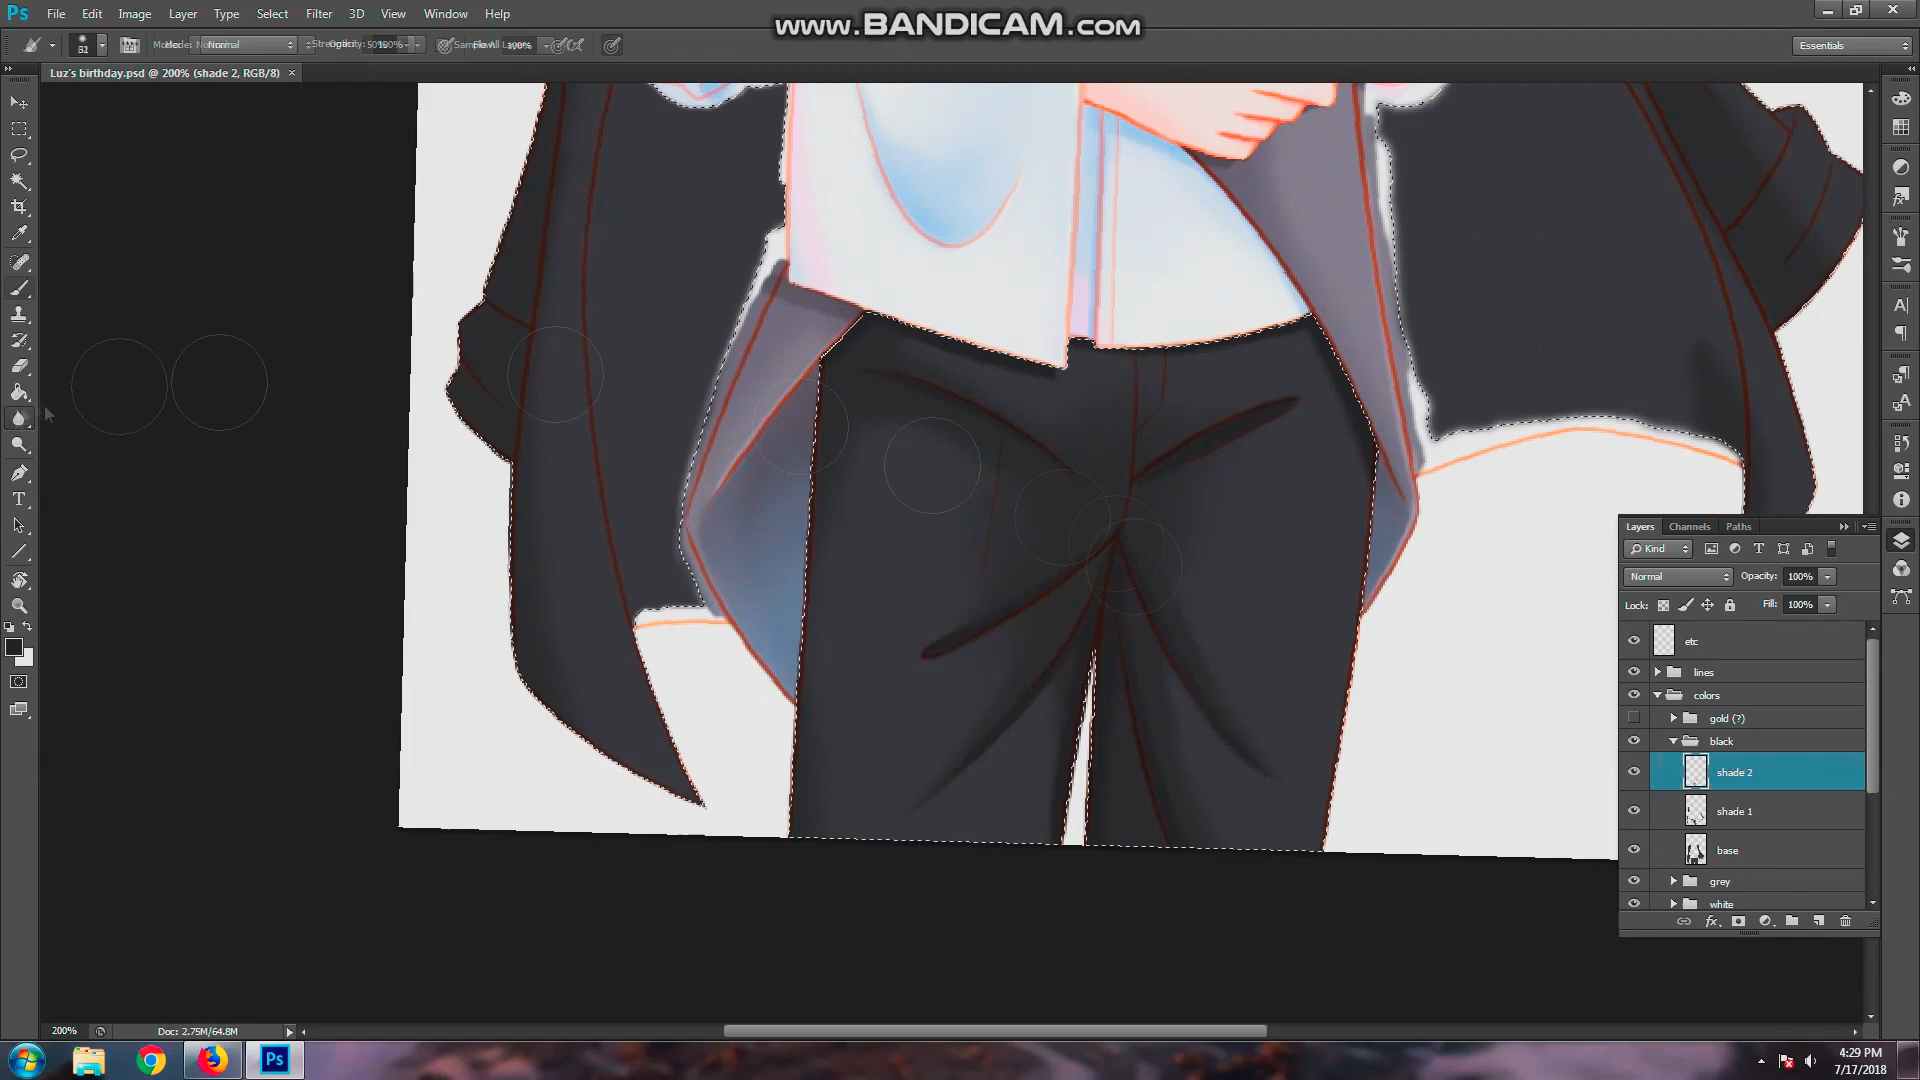 Ps File Edit Image Layer Type Select Filter 3D View Window Help
www.BANDICAM.com
Essentials
Luz's birthday.psd @ 200% (shade 2, RGB/8)
Layers Channels Paths
Kind
Normal Opacity: 100%
Lock: Fill: 100%
etc
lines
colors
gold (?)
black
shade 2
shade 1
base
grey
white
200% Doc: 2.75M/64.8M
Ps
4:29 PM
7/17/2018